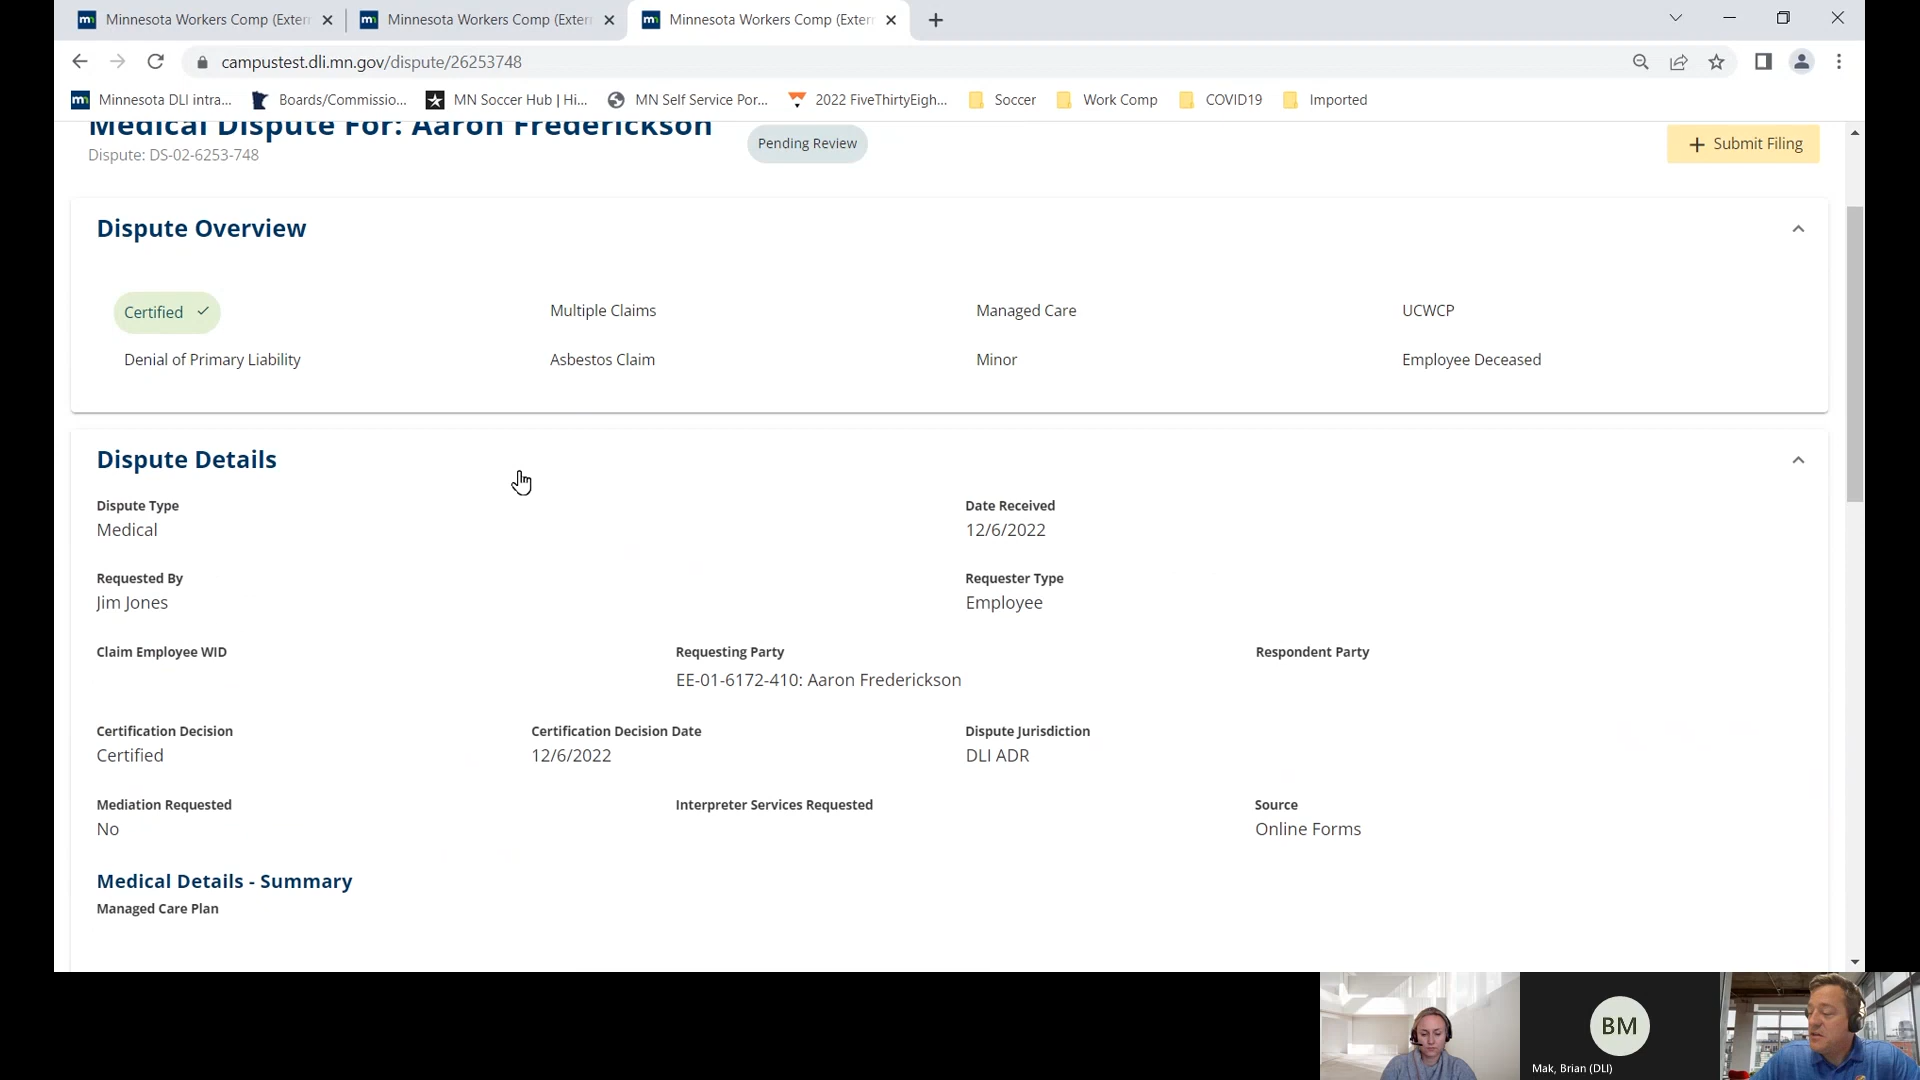 Minnesota Workers Comp (Exter
Minnesota Workers Comp (Exter
Minnesota Workers Comp (Exter
campustest.dli.mn.gov/dispute/26253748
Minnesota DLI intra...
Boards/Commissio...
MN Soccer Hub | Hi...
MN Self Service Por...
2022 FiveThirtyEigh...
Soccer
Work Comp
COVID19
Imported
Medical Dispute For: Aaron Frederickson
Dispute: DS-02-6253-748
Pending Review
+ Submit Filing
Dispute Overview
Certified
Multiple Claims
Managed Care
UCWCP
Denial of Primary Liability
Asbestos Claim
Minor
Employee Deceased
Dispute Details
Dispute Type
Medical
Date Received
12/6/2022
Requested By
Jim Jones
Requester Type
Employee
Claim Employee WID
Requesting Party
EE-01-6172-410: Aaron Frederickson
Respondent Party
Certification Decision
Certified
Certification Decision Date
12/6/2022
Dispute Jurisdiction
DLI ADR
Mediation Requested
No
Interpreter Services Requested
Source
Online Forms
Medical Details - Summary
Managed Care Plan
BM
Mak, Brian (DLI)